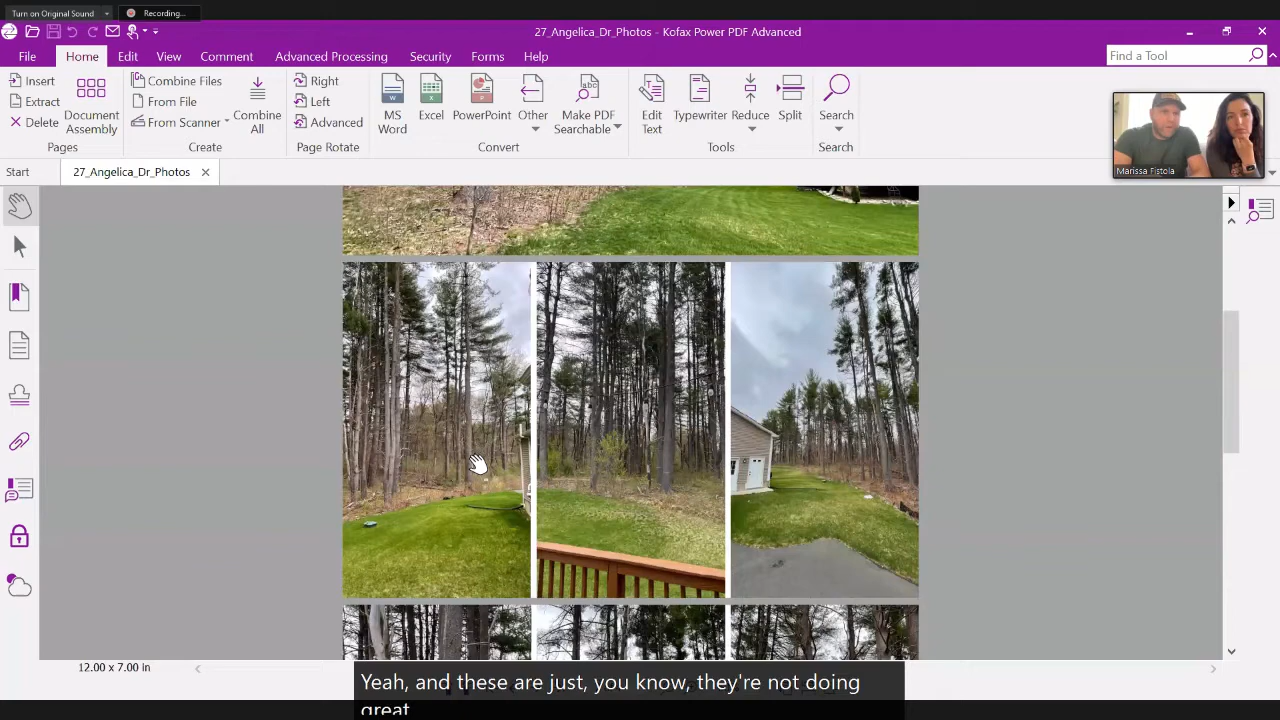 Turn on Original Sound
Recording...
27_Angelica_Dr_Photos - Kofax Power PDF Advanced
File Home Edit View Comment Advanced Processing Security Forms Help
Find a Tool
Insert
Extract
Delete
Document
Assembly
Pages
Combine Files
From File
From Scanner
Combine
All
Create
Right
Left
Advanced
Page Rotate
MS
Word
Excel
PowerPoint
Other
Make PDF
Searchable
Convert
Edit
Text
Typewriter
Reduce
Split
Tools
Search
Search
Marissa Fistola
Start
27_Angelica_Dr_Photos
12.00 x 7.00 in
Yeah, and these are just, you know, they're not doing
great